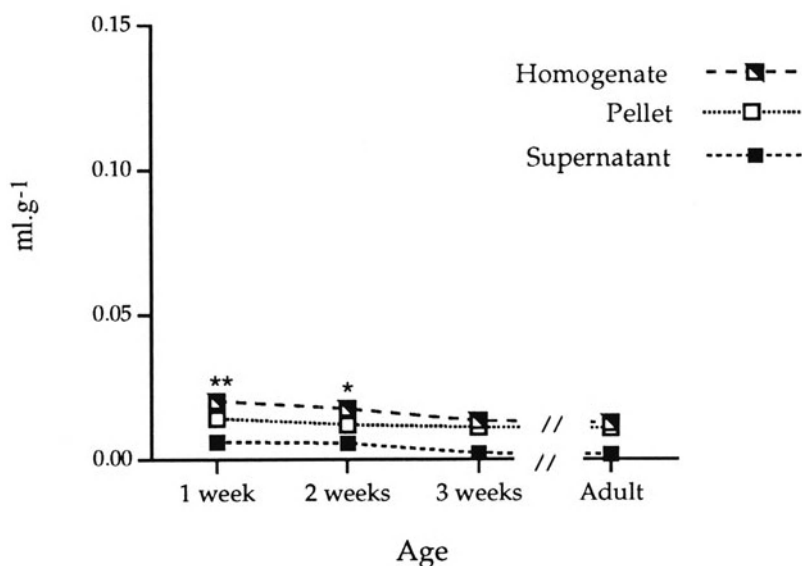 0.15
0.10
0.05
0.00
ml.g-1
Homogenate
Pellet
Supernatant
**
*
//
//
1 week
2 weeks
3 weeks
Adult
Age